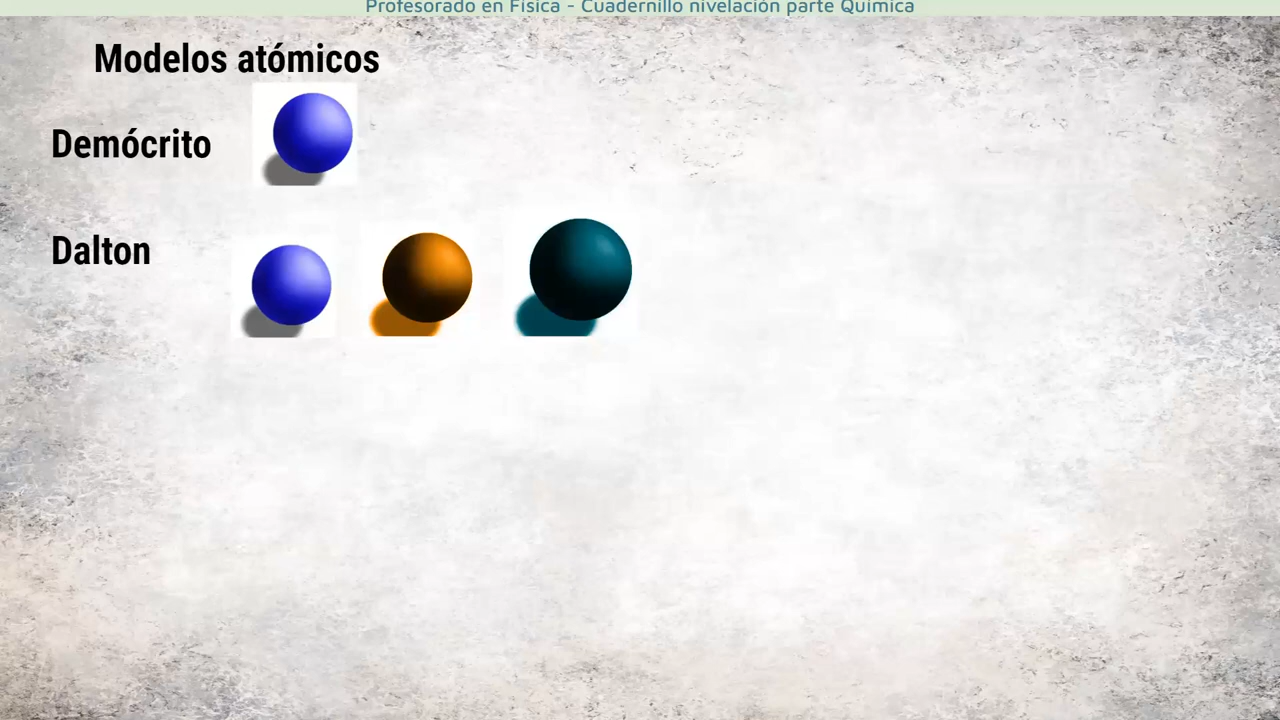 Profesorado en Física - Cuadernillo nivelación parte Química
Modelos atómicos
Demócrito
Dalton